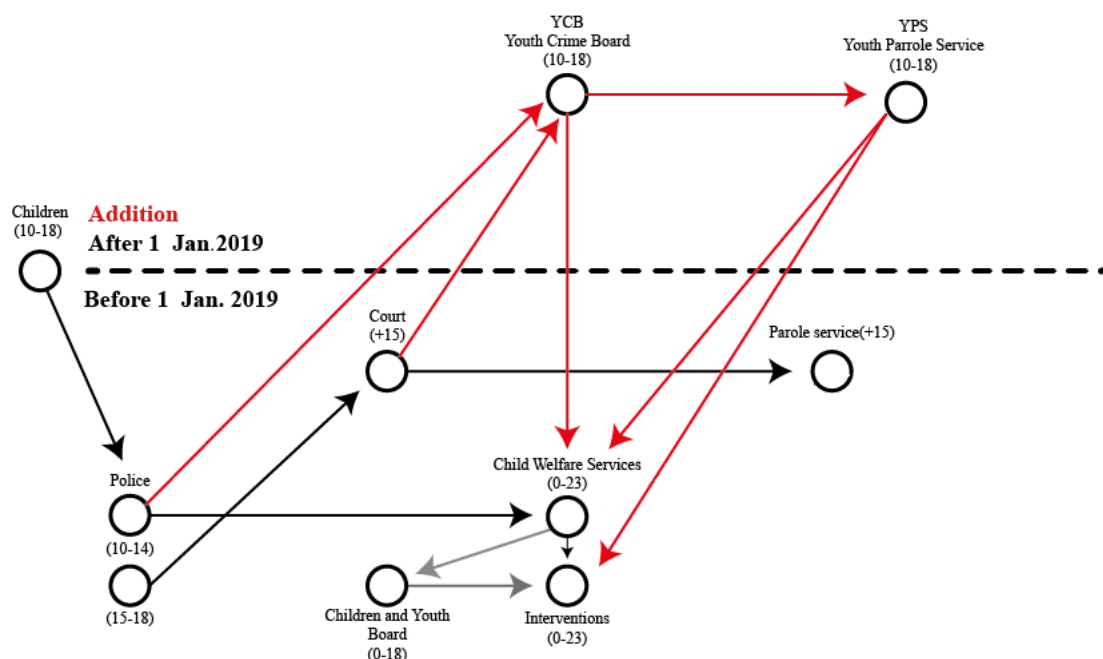 YCB
Youth Crime Board
(10-18)
YPS
Youth Parrole Service
(10-18)
Children
(10-18)
Addition
After 1 Jan.2019
Before 1 Jan. 2019
Court
(+15)
Parole service(+15)
Police
(10-14)
(15-18)
Child Welfare Services
(0-23)
Children and Youth
Board
(0-18)
Interventions
(0-23)